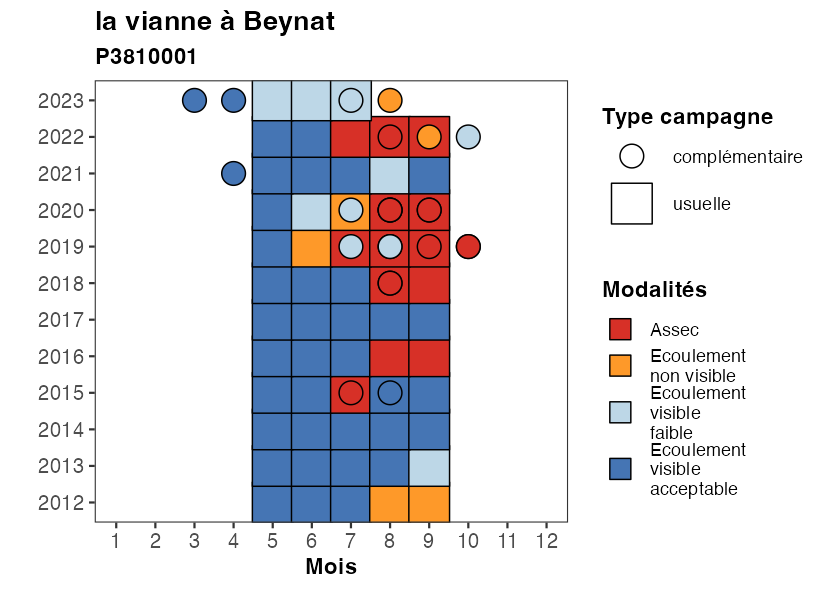 la vianne à Beynat
P3810001
2023
2022
2021
2020
2019
2018
2017
2016
2015
2014
2013
2012
1 2 3 4 5 6 7 8 9 10 11 12
Mois
Type campagne
complémentaire
usuelle
Modalités
Assec
Ecoulement
non visible
Ecoulement
visible
faible
Ecoulement
visible
acceptable